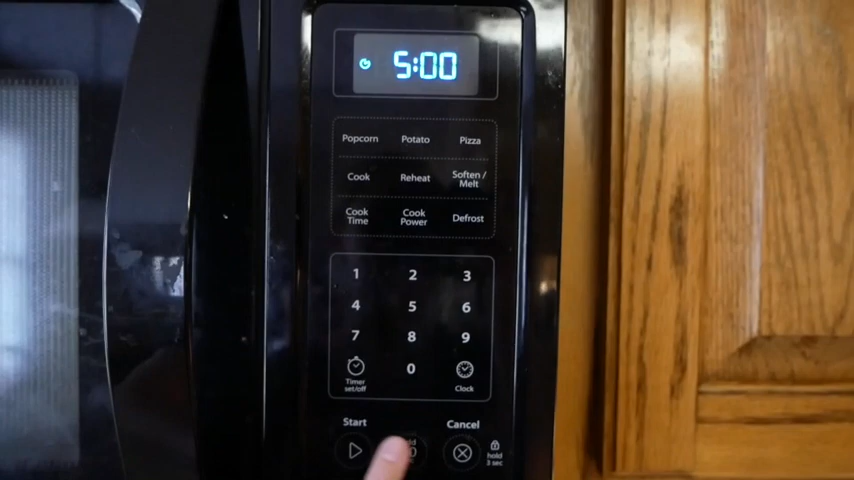 5:00
Popcorn Potato Pizza
Cook Reheat Soften / Melt
Cook Time Cook Power Defrost
1 2 3
4 5 6
7 8 9
0
Timer set/off Clock
Start Cancel
hold
3 sec